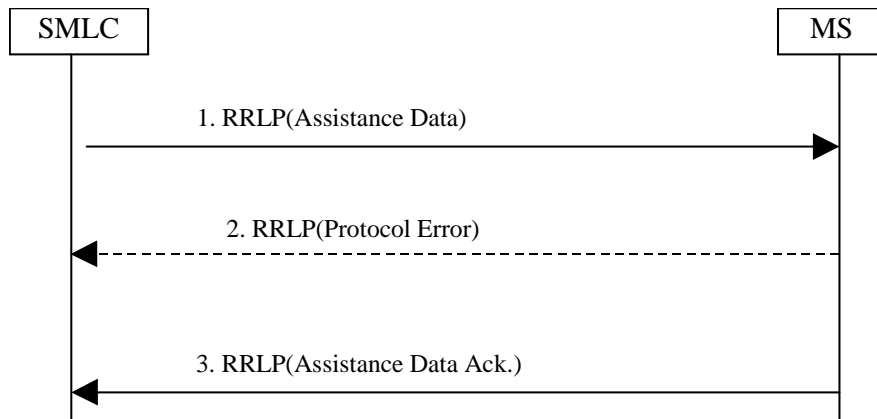 SMLC
MS
1. RRLP(Assistance Data)
2. RRLP(Protocol Error)
3. RRLP(Assistance Data Ack.)